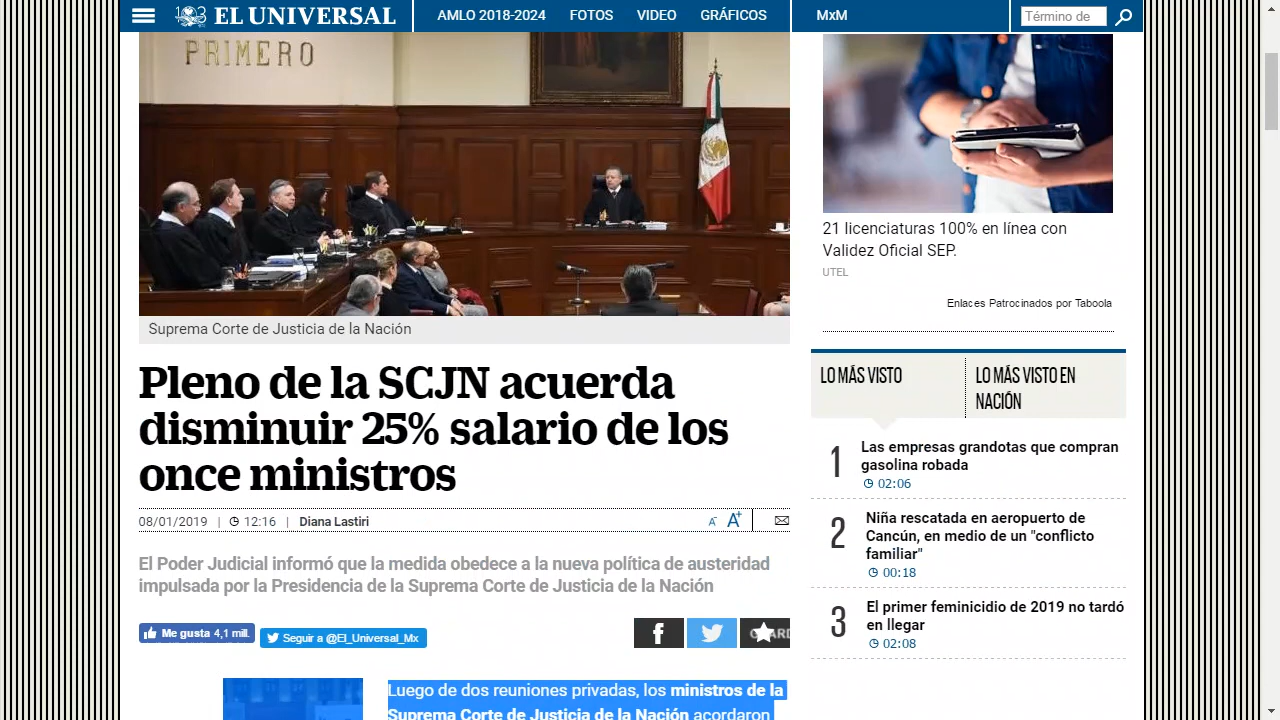 EL UNIVERSAL
AMLO 2018-2024
FOTOS
VIDEO
GRÁFICOS
MxM
Término de
PRIMERO
Suprema Corte de Justicia de la Nación
Pleno de la SCJN acuerda
disminuir 25% salario de los
once ministros
08/01/2019 | 12:16 | Diana Lastiri
A- A+
El Poder Judicial informó que la medida obedece a la nueva política de austeridad
impulsada por la Presidencia de la Suprema Corte de Justicia de la Nación
Me gusta 4,1 mill.
Seguir a @El_Universal_Mx
Luego de dos reuniones privadas, los ministros de la
Suprema Corte de Justicia de la Nación acordaron
21 licenciaturas 100% en línea con
Validez Oficial SEP.
UTEL
Enlaces Patrocinados por Taboola
LO MÁS VISTO
LO MÁS VISTO EN
NACIÓN
1
Las empresas grandotas que compran
gasolina robada
02:06
2
Niña rescatada en aeropuerto de
Cancún, en medio de un "conflicto
familiar"
00:18
3
El primer feminicidio de 2019 no tardó
en llegar
02:08